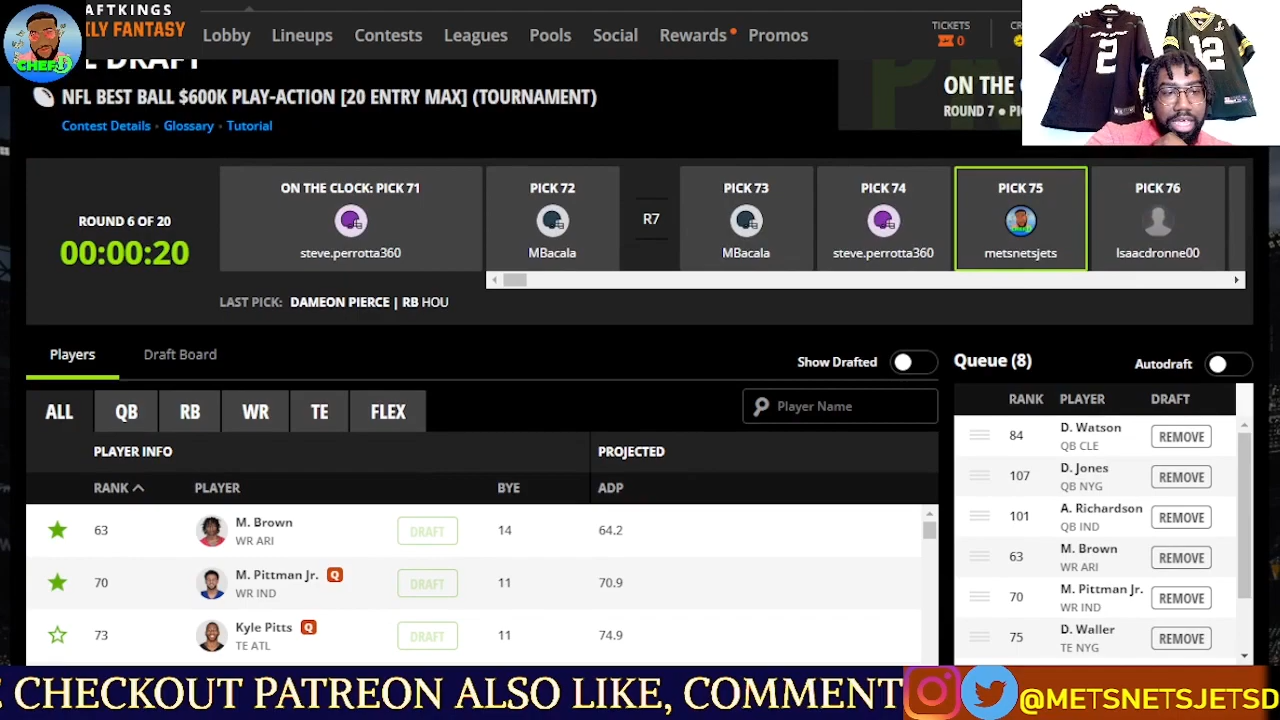 AFTKINGS
LY FANTASY
Lobby
Lineups
Contests
Leagues
Pools
Social
Rewards
Promos
TICKETS
0
CHEF
DRAFT
NFL BEST BALL $600K PLAY-ACTION [20 ENTRY MAX] (TOURNAMENT)
Contest Details • Glossary • Tutorial
ON THE
ROUND 7 •
2
12
ROUND 6 OF 20
00:00:20
ON THE CLOCK: PICK 71
steve.perrotta360
PICK 72
MBacala
R7
PICK 73
MBacala
PICK 74
steve.perrotta360
PICK 75
metsnetsjets
PICK 76
Isaacdronne00
LAST PICK: DAMEON PIERCE | RB HOU
Players
Draft Board
Show Drafted
ALL
QB
RB
WR
TE
FLEX
Player Name
PLAYER INFO
PROJECTED
RANK
PLAYER
BYE
ADP
63
M. Brown
WR ARI
DRAFT
14
64.2
70
M. Pittman Jr. Q
WR IND
DRAFT
11
70.9
73
Kyle Pitts Q
TE ATL
DRAFT
11
74.9
Queue (8)
Autodraft
RANK
PLAYER
DRAFT
84
D. Watson
QB CLE
REMOVE
107
D. Jones
QB NYG
REMOVE
101
A. Richardson
QB IND
REMOVE
63
M. Brown
WR ARI
REMOVE
70
M. Pittman Jr.
WR IND
REMOVE
75
D. Waller
TE NYG
REMOVE
CHECKOUT PATREON ALSO LIKE, COMMENT
@METSNETSJETSD